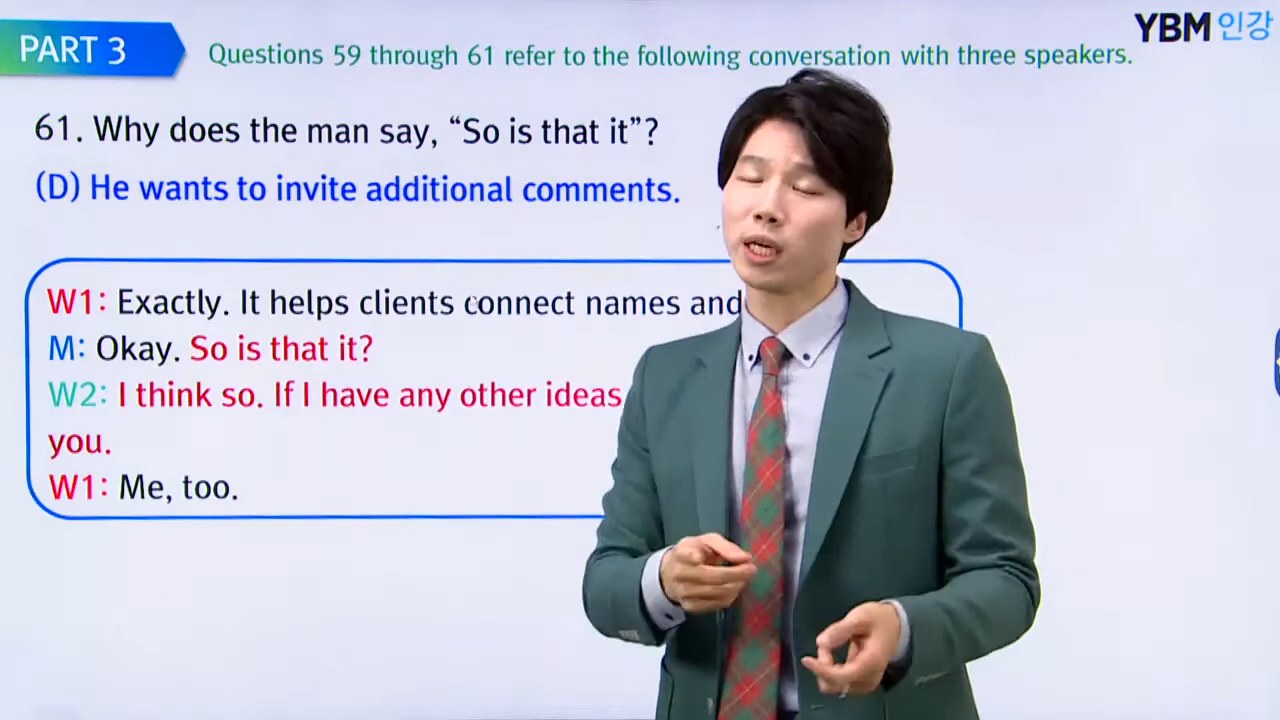 PART 3
Questions 59 through 61 refer to the following conversation with three speakers.
YBM 인강
61. Why does the man say, “So is that it”?
(D) He wants to invite additional comments.
W1: Exactly. It helps clients connect names and
M: Okay. So is that it?
W2: I think so. If I have any other ideas
you.
W1: Me, too.